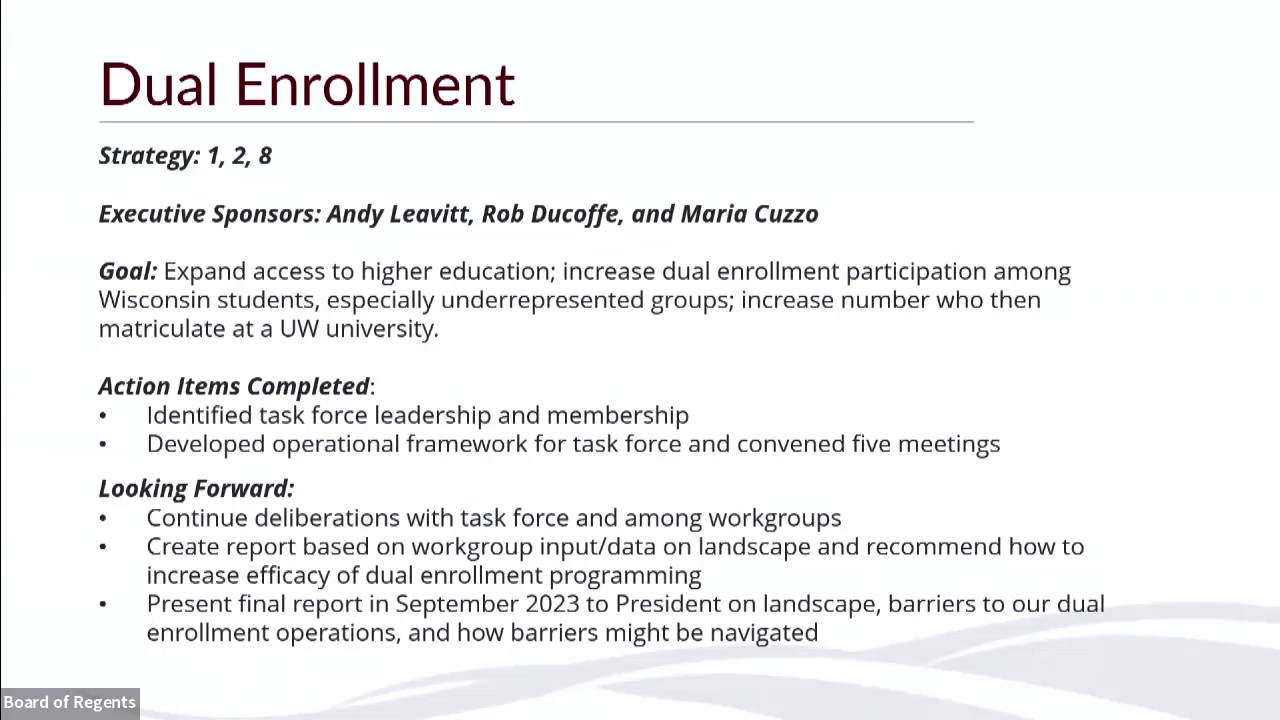 Dual Enrollment
Strategy: 1, 2, 8
Executive Sponsors: Andy Leavitt, Rob Ducoffe, and Maria Cuzzo
Goal: Expand access to higher education; increase dual enrollment participation among
Wisconsin students, especially underrepresented groups; increase number who then
matriculate at a UW university.
Action Items Completed:
• Identified task force leadership and membership
• Developed operational framework for task force and convened five meetings
Looking Forward:
• Continue deliberations with task force and among workgroups
• Create report based on workgroup input/data on landscape and recommend how to
increase efficacy of dual enrollment programming
• Present final report in September 2023 to President on landscape, barriers to our dual
enrollment operations, and how barriers might be navigated
Board of Regents